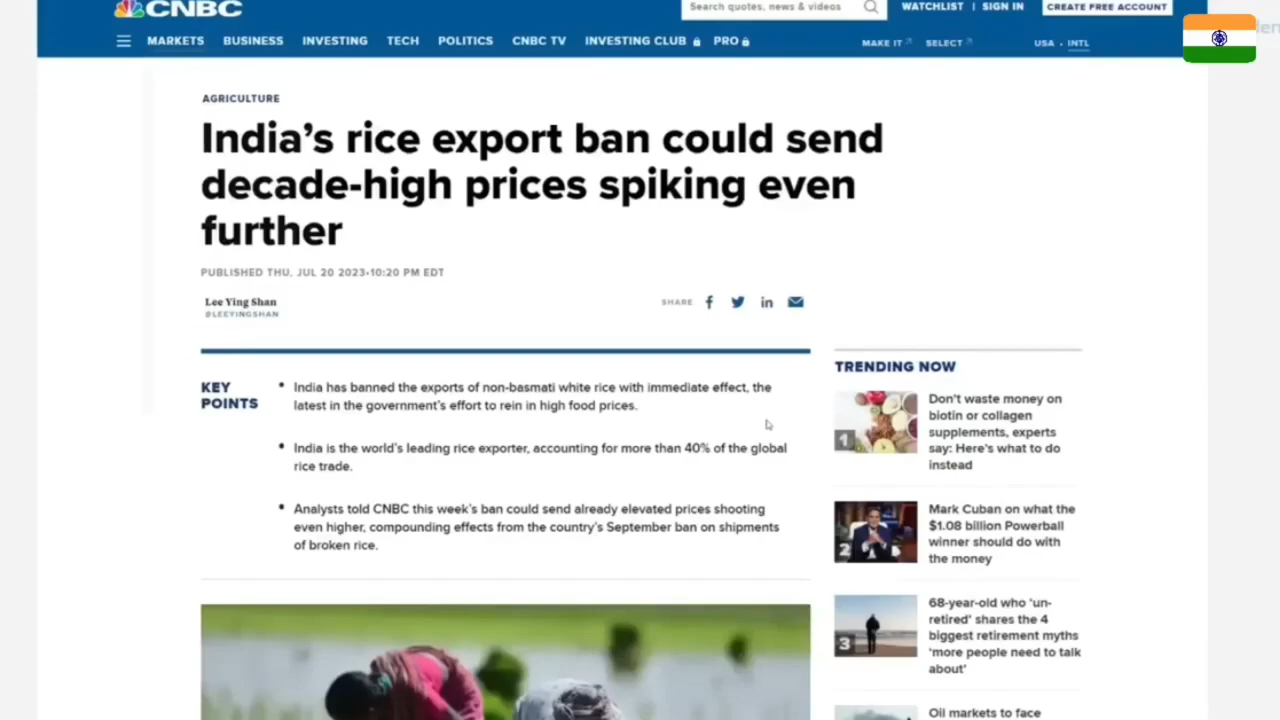 CNBC
Search quotes, news & videos
WATCHLIST | SIGN IN
CREATE FREE ACCOUNT
MARKETS BUSINESS INVESTING TECH POLITICS CNBC TV INVESTING CLUB PRO
MAKE IT SELECT USA • INTL
AGRICULTURE
India’s rice export ban could send
decade-high prices spiking even
further
PUBLISHED THU, JUL 20 2023•10:20 PM EDT
Lee Ying Shan
@LEEYINGSHAN
SHARE
KEY
POINTS
• India has banned the exports of non-basmati white rice with immediate effect, the
latest in the government’s effort to rein in high food prices.
• India is the world’s leading rice exporter, accounting for more than 40% of the global
rice trade.
• Analysts told CNBC this week’s ban could send already elevated prices shooting
even higher, compounding effects from the country’s September ban on shipments
of broken rice.
TRENDING NOW
1
Don’t waste money on
biotin or collagen
supplements, experts
say: Here’s what to do
instead
2
Mark Cuban on what the
$1.08 billion Powerball
winner should do with
the money
3
68-year-old who ‘un-
retired’ shares the 4
biggest retirement myths
‘more people need to talk
about’
Oil markets to face